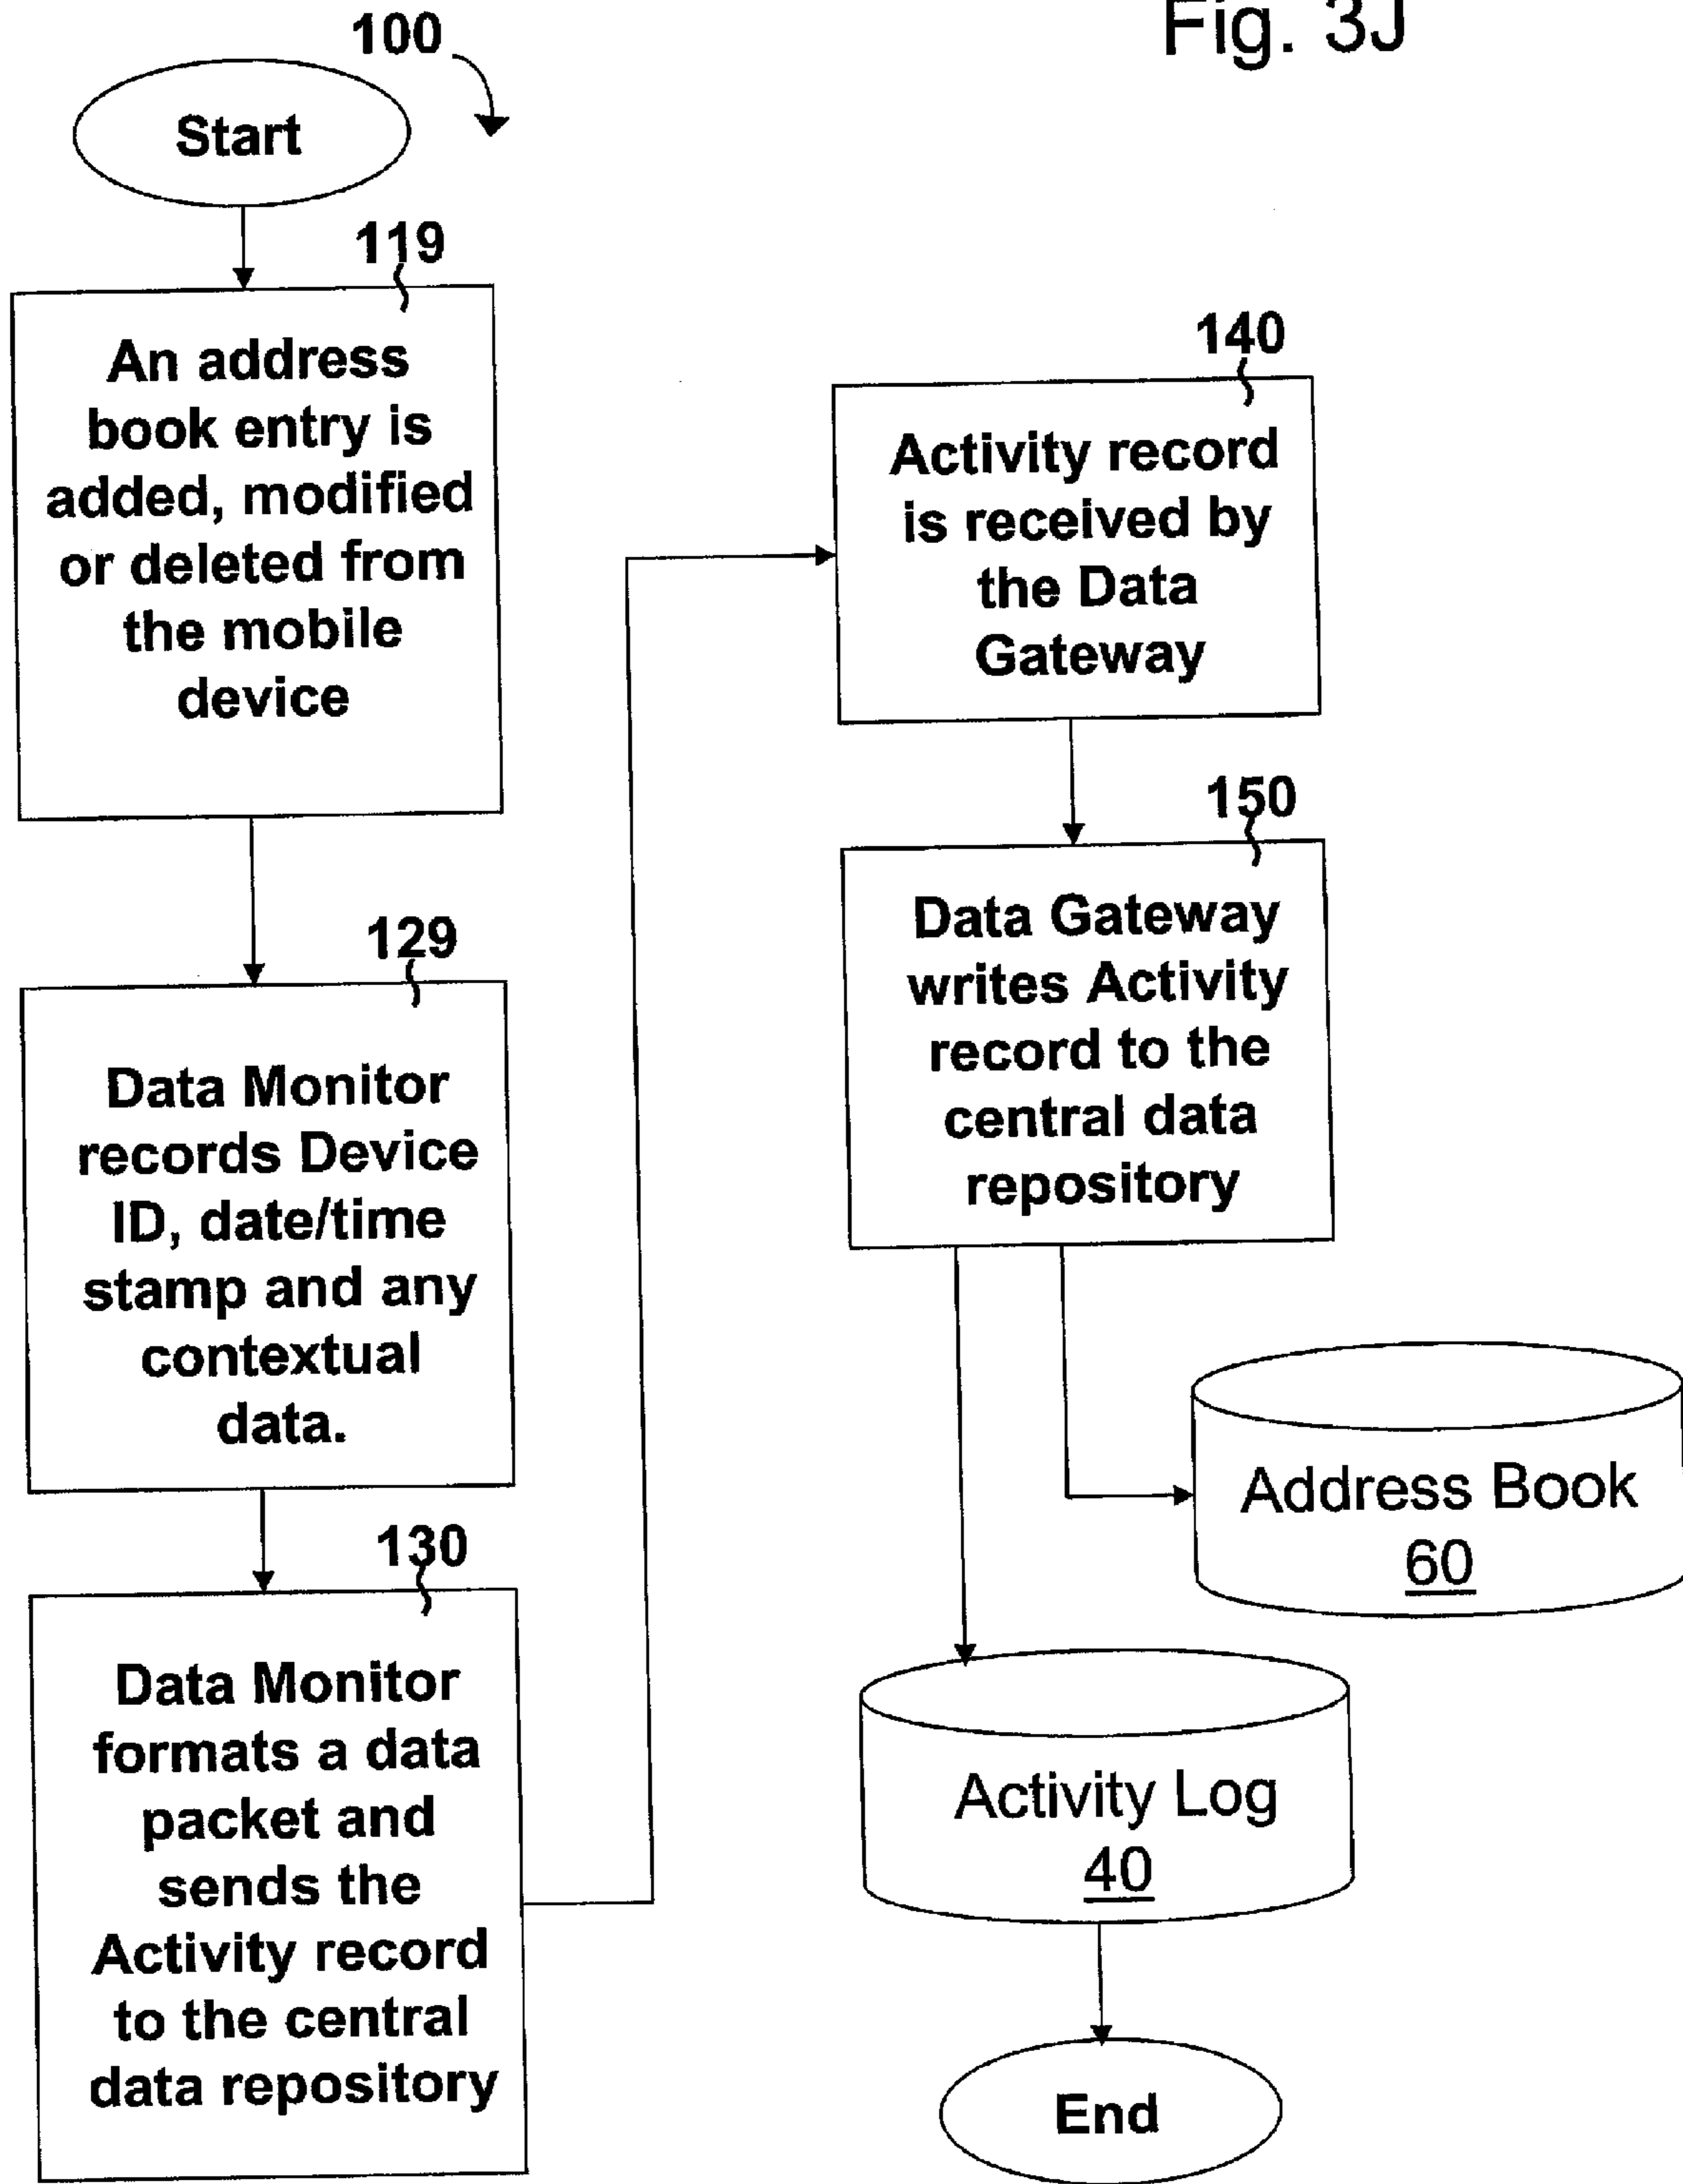 Fig. 3J
100
Start
119
An address
book entry is
added, modified
or deleted from
the mobile
device
129
Data Monitor
records Device
ID, date/time
stamp and any
contextual
data.
130
Data Monitor
formats a data
packet and
sends the
Activity record
to the central
data repository
140
Activity record
is received by
the Data
Gateway
150
Data Gateway
writes Activity
record to the
central data
repository
Address Book
60
Activity Log
40
End